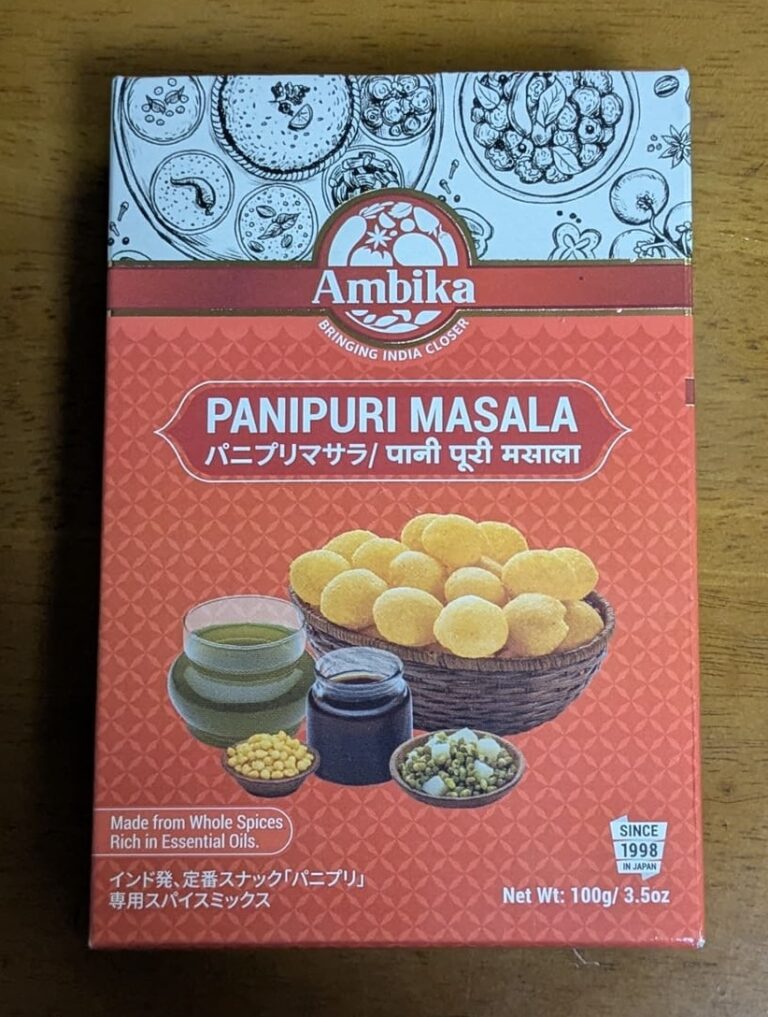 Ambika
BRINGING INDIA CLOSER
PANIPURI MASALA
パニプリマサラ/ पानी पूरी मसाला
Made from Whole Spices
Rich in Essential Oils.
インド発、定番スナック「パニプリ」
専用スパイスミックス
SINCE
1998
IN JAPAN
Net Wt: 100g/ 3.5oz